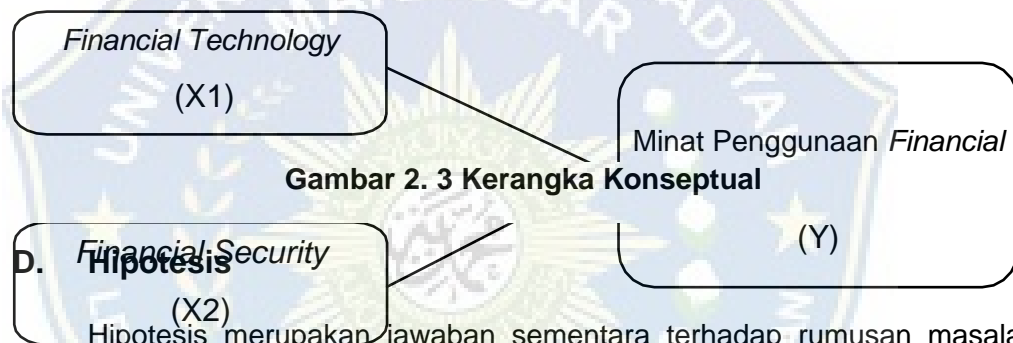 Financial Technology
(X1)
Minat Penggunaan Financial
(Y)
Gambar 2. 3 Kerangka Konseptual
Financial Security
(X2)
D. Hipotesis
Hipotesis merupakan jawaban sementara terhadap rumusan